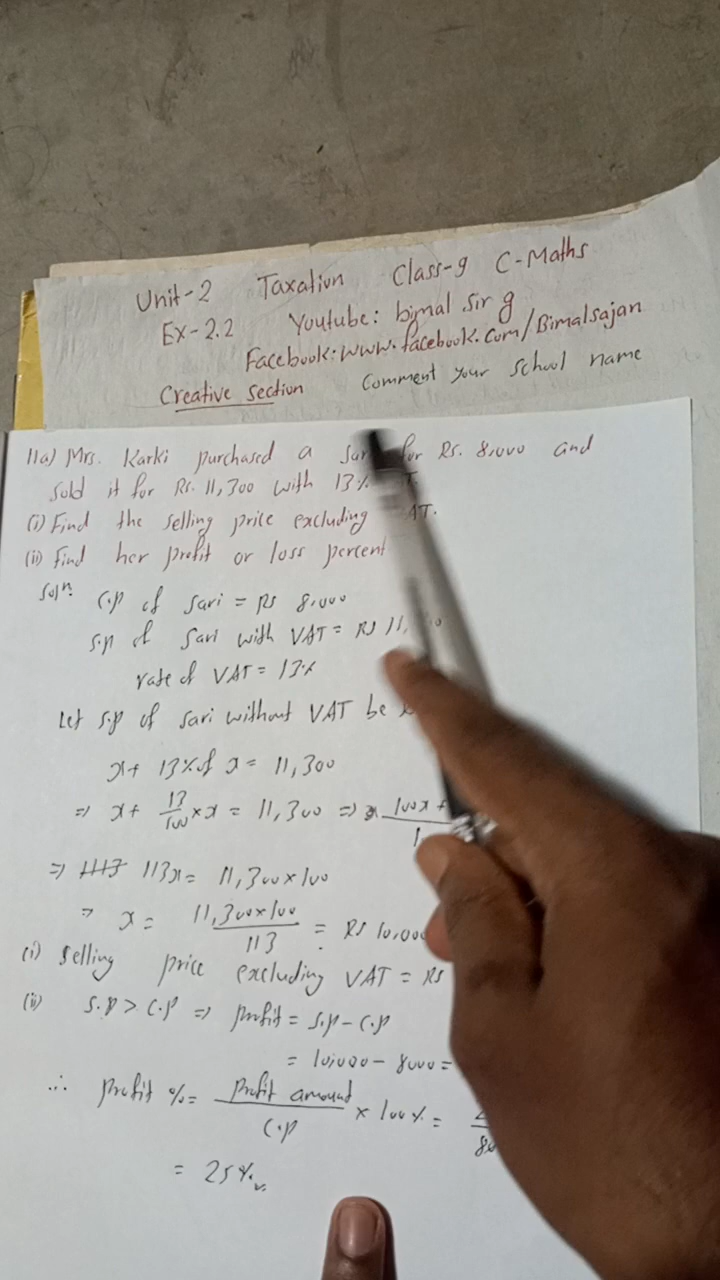 Unit-2 Taxation Class-9 C-Maths
Ex-2.2 Youtube: bimal sir g
Facebook:www.facebook.com/Bimalsajan
Creative section Comment your school name
11a) Mrs. Karki purchased a for Rs. 8,000 and
sold it for Rs. 11,300 with 13%
(i) Find the selling price excluding
(ii) Find her profit or loss percent
Solⁿ C.p of sari = Rs 8,000
s.p of sari with VAT = Rs 11,
rate of VAT = 13%
Let s.p of sari without VAT be
x + 13% of x = 11,300
⇒ x + 13/100 × x = 11,300 ⇒ 100x +
⇒ 113x = 11,300×100
⇒ x = 11,300×100/113 = Rs 10,000
(i) Selling price excluding VAT = Rs
(ii) S.p > C.p ⇒ profit = S.p - C.p
= 10,000 - 8000 =
∴ profit % = profit amount/C.p × 100% =
= 25%